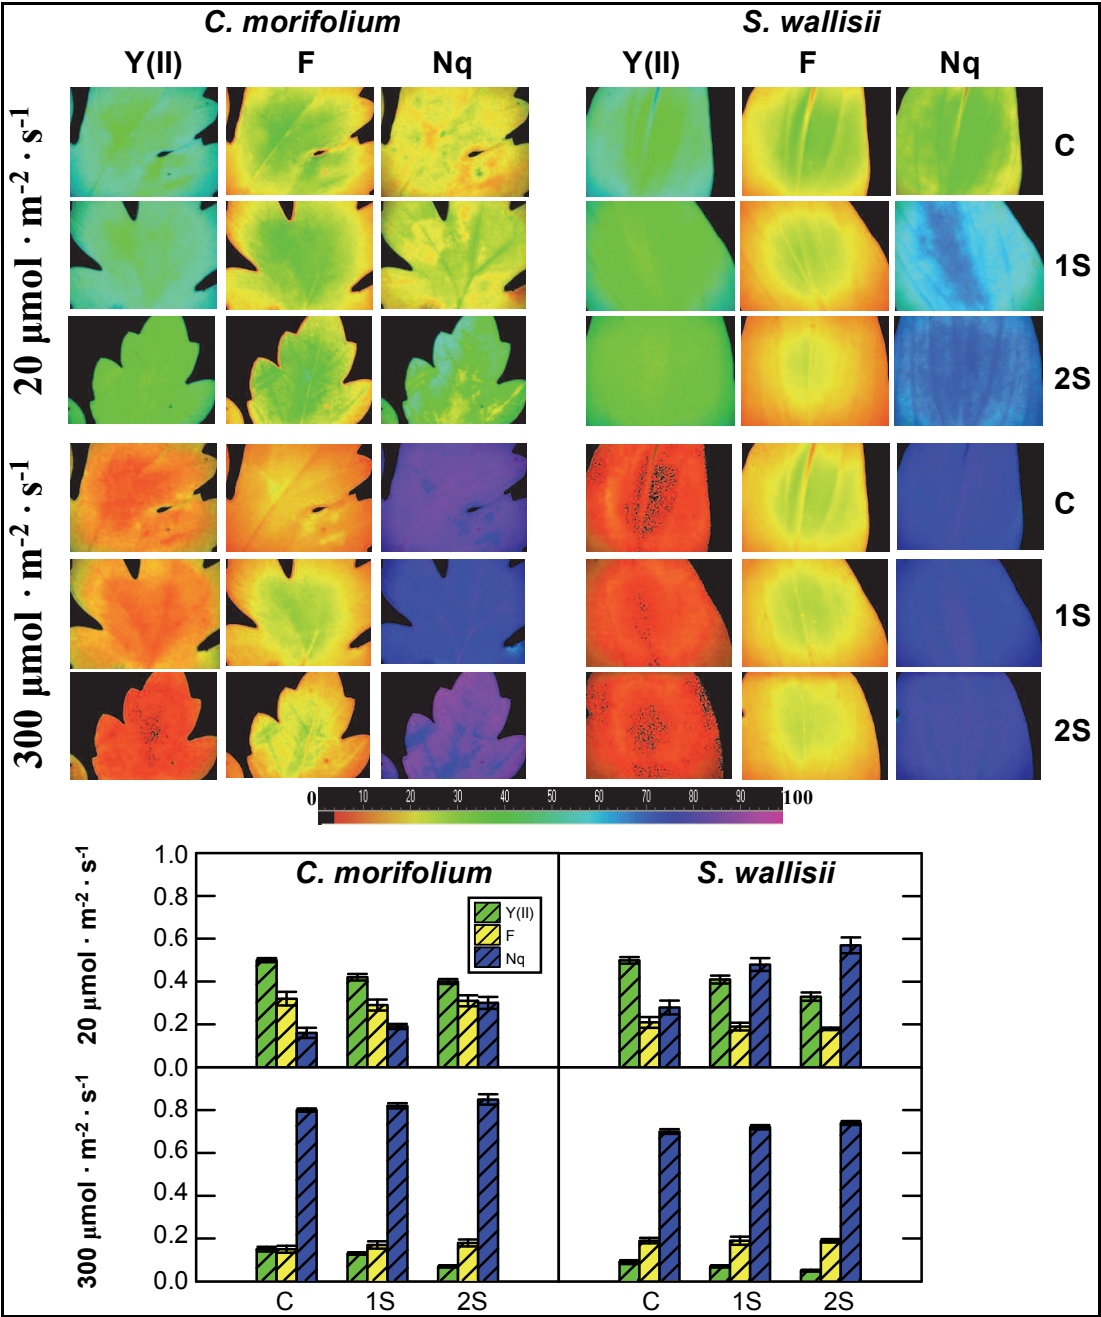 C. morifolium S. wallisii
Y(II) F Nq Y(II) F Nq
20 µmol · m⁻² · s⁻¹
C
1S
2S
300 µmol · m⁻² · s⁻¹
C
1S
2S
0 10 20 30 40 50 60 70 80 90 100
20 µmol · m⁻² · s⁻¹
1.0
0.8
0.6
0.4
0.2
0.0
C. morifolium S. wallisii
Y(II)
F
Nq
300 µmol · m⁻² · s⁻¹
0.8
0.6
0.4
0.2
0.0
C 1S 2S C 1S 2S